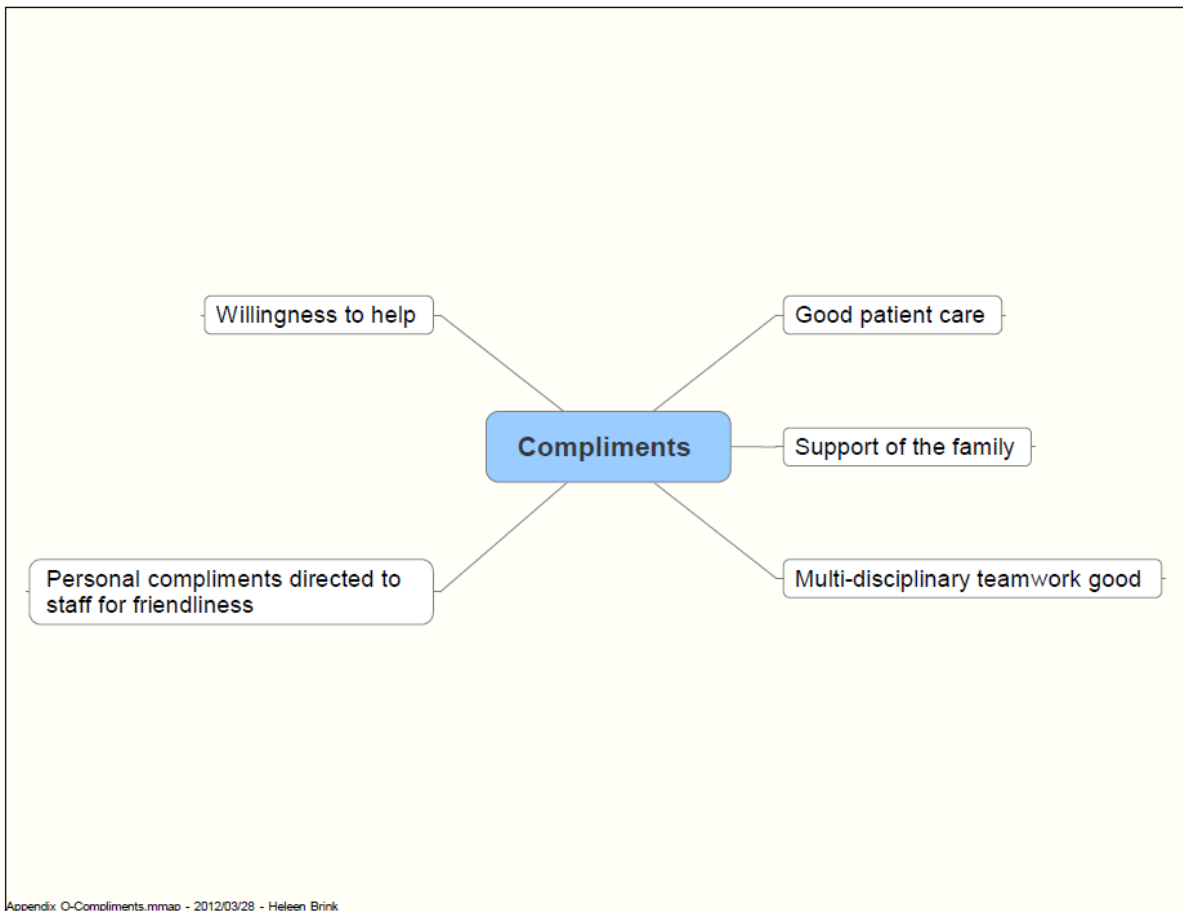 Willingness to help
Good patient care
Compliments
Support of the family
Personal compliments directed to
staff for friendliness
Multi-disciplinary teamwork good
Appendix O-Compliments.mmap - 2012/03/28 - Heleen Brink